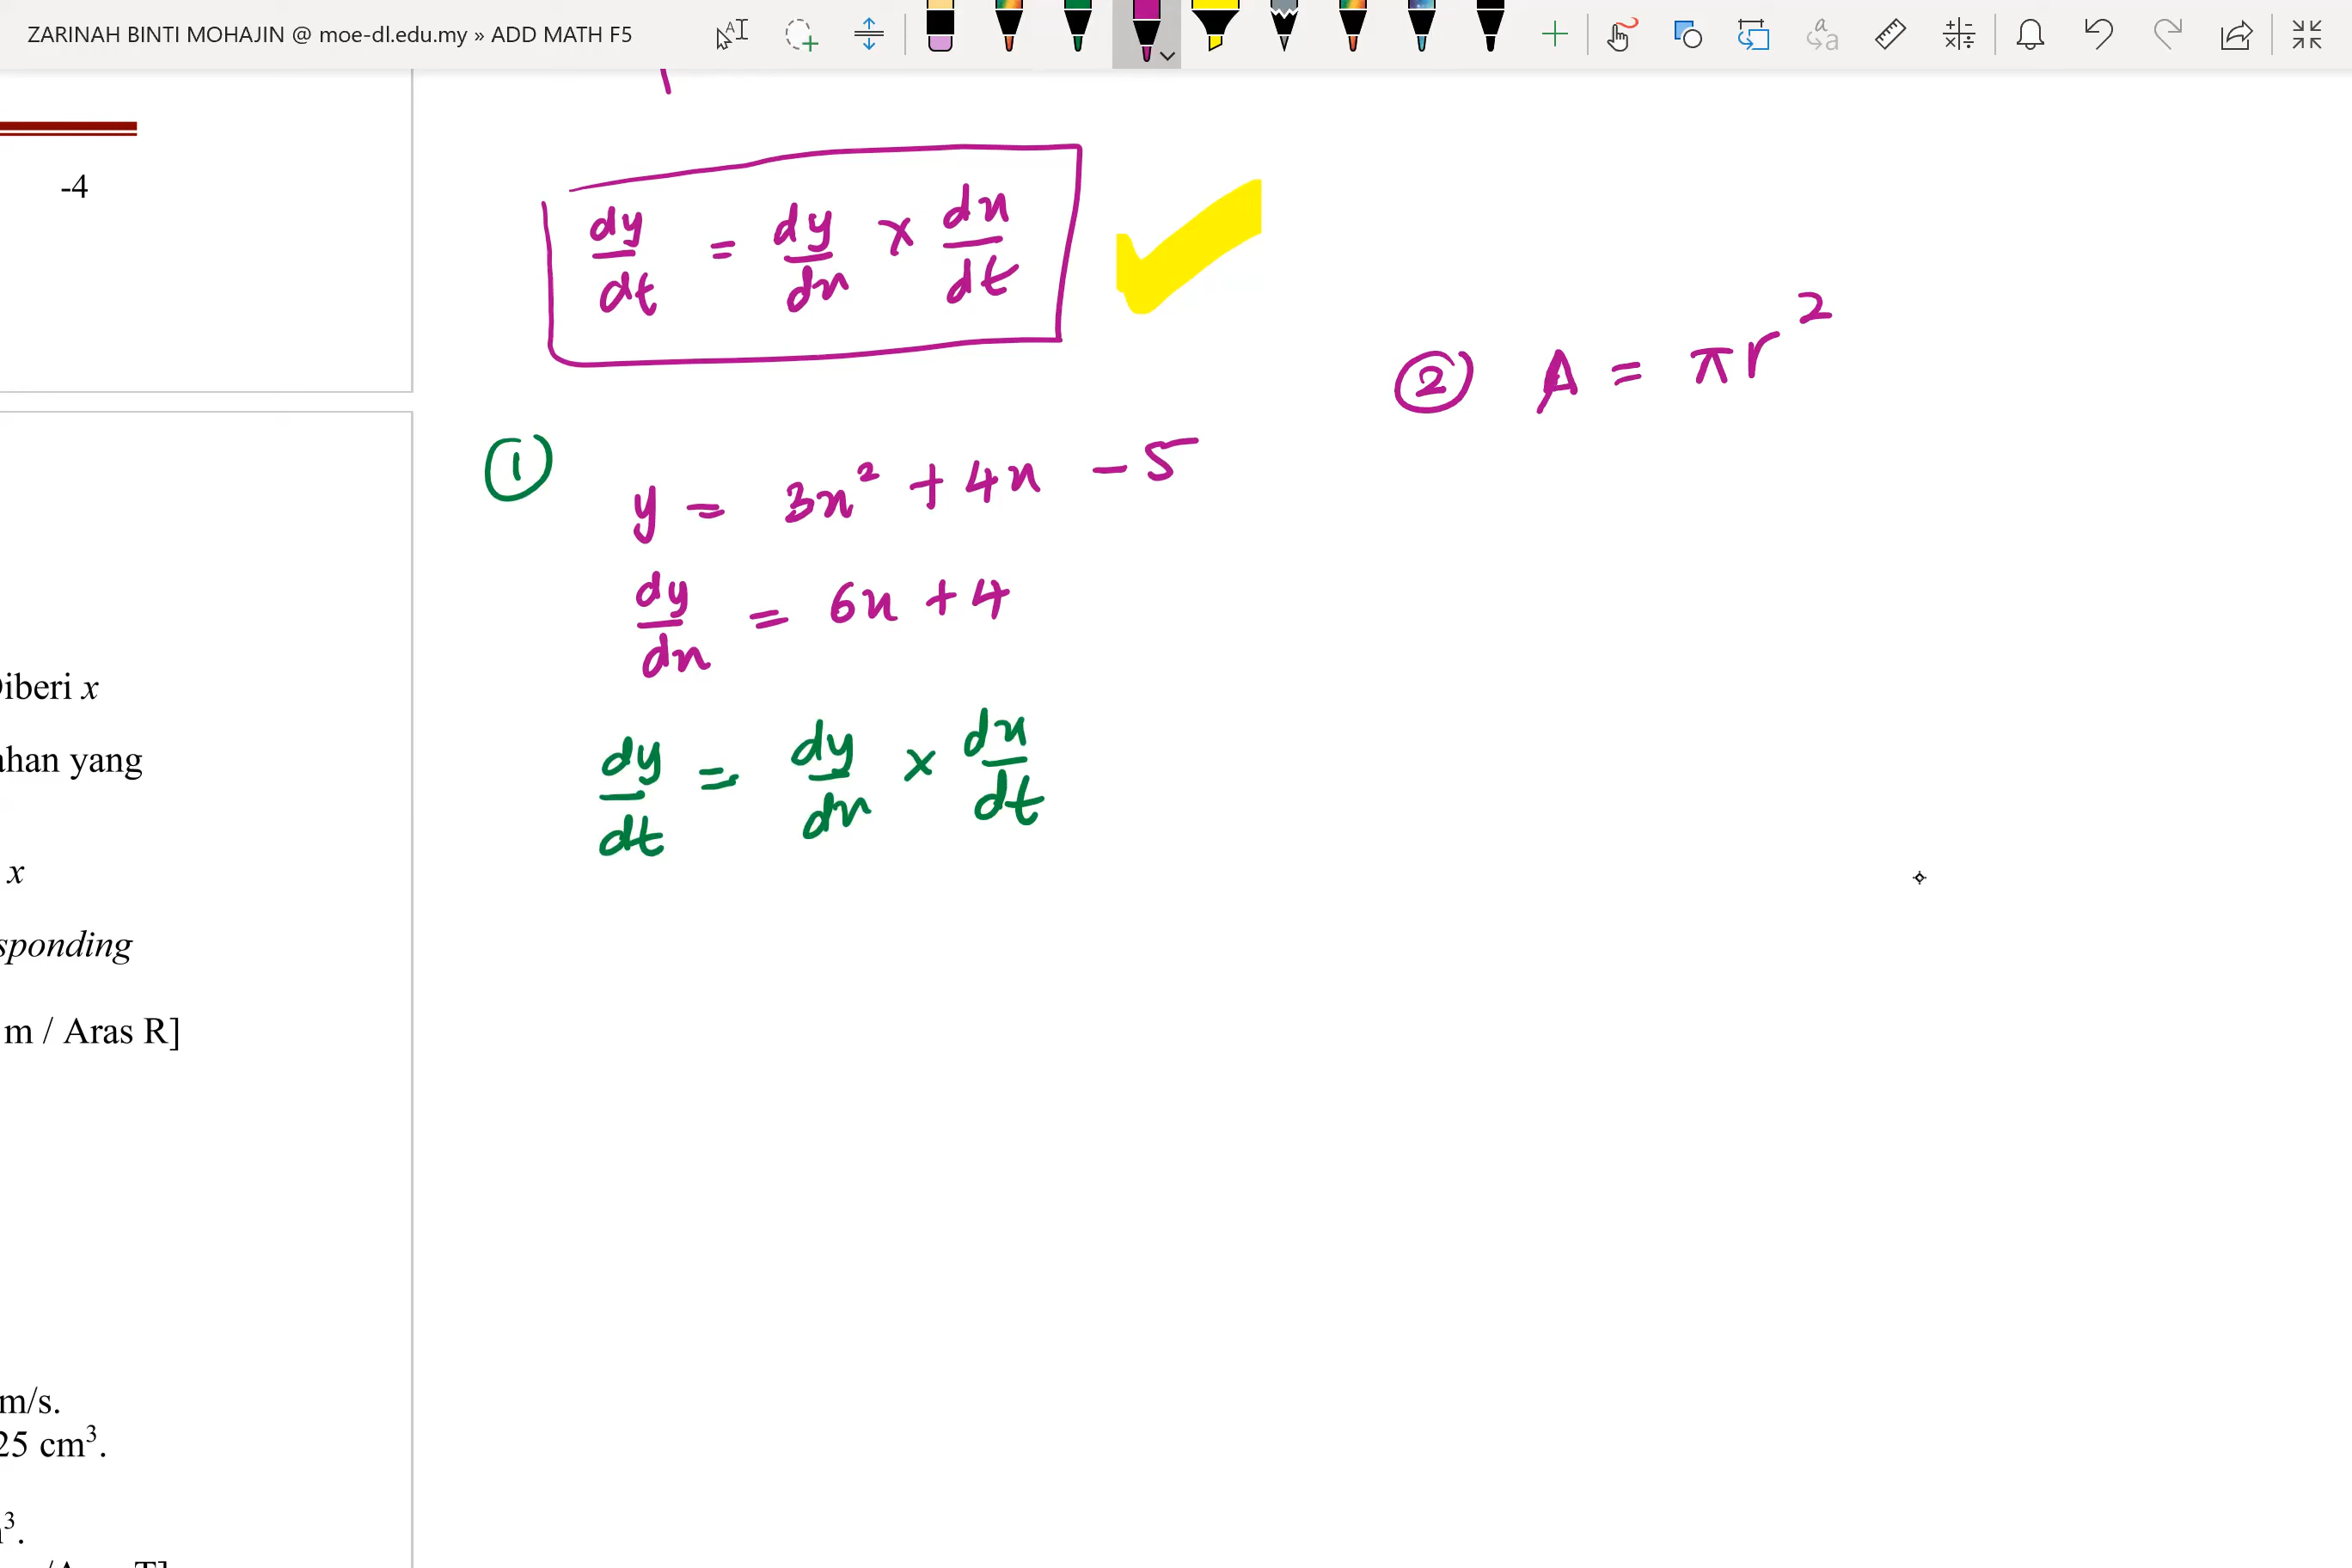 ZARINAH BINTI MOHAJIN @ moe-dl.edu.my » ADD MATH F5
-4
dy/dt = dy/dx × dx/dt
① y = 3x² + 4x - 5
dy/dx = 6x + 4
dy/dt = dy/dx × dx/dt
② A = πr²
Diberi x
ahan yang
x
sponding
m / Aras R]
m/s.
25 cm³.